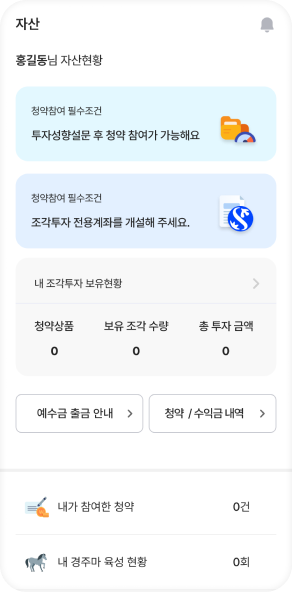 자산
홍길동님 자산현황
청약참여 필수조건
투자성향설문 후 청약 참여가 가능해요
청약참여 필수조건
조각투자 전용계좌를 개설해 주세요.
내 조각투자 보유현황
청약상품 보유 조각 수량 총 투자 금액
0 0 0
예수금 출금 안내 청약 / 수익금 내역
내가 참여한 청약 0건
내 경주마 육성 현황 0회